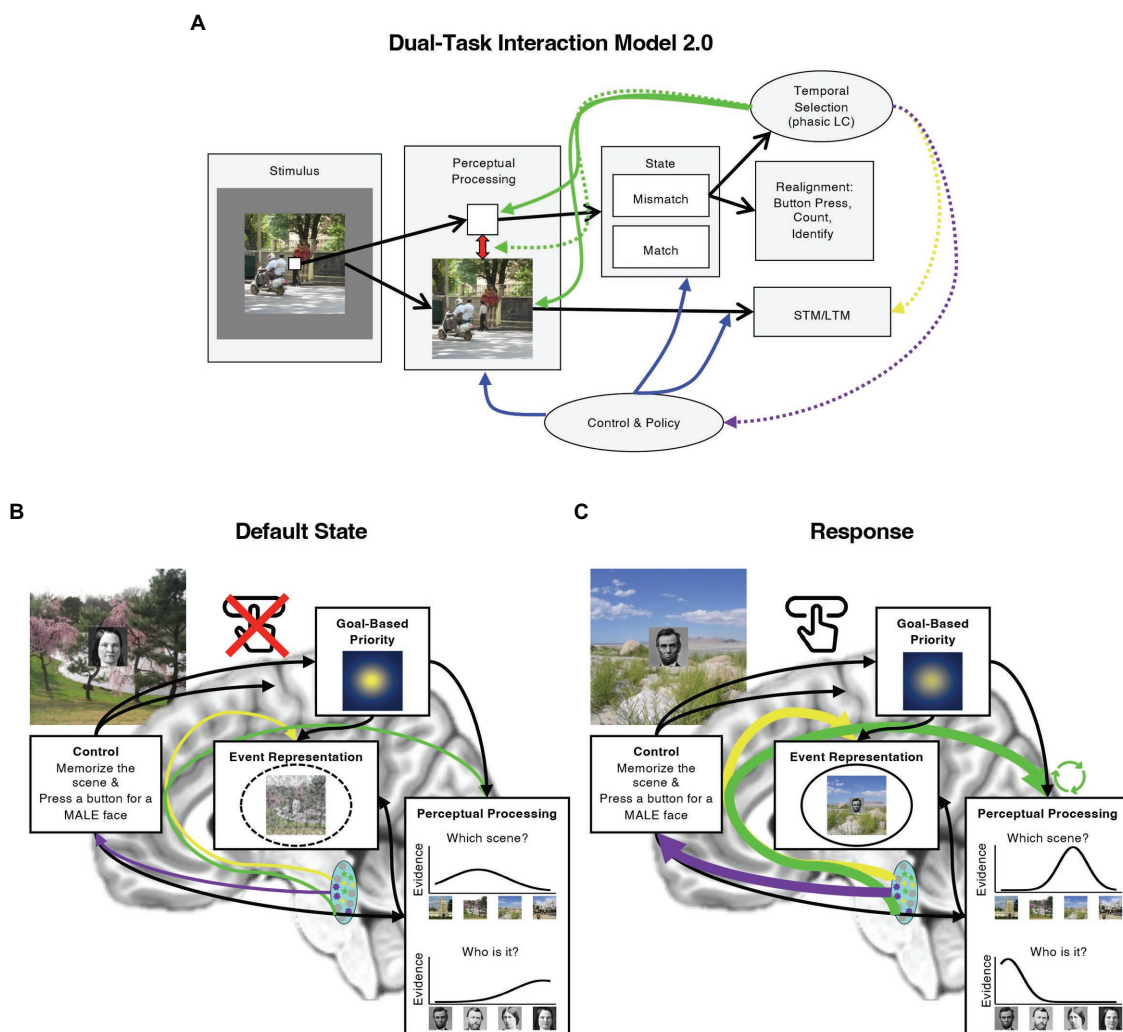 A
Dual-Task Interaction Model 2.0
Temporal
Selection
(phasic LC)
Stimulus
Perceptual
Processing
State
Mismatch
Match
Realignment:
Button Press,
Count,
Identify
STM/LTM
Control & Policy
B
Default State
Goal-Based
Priority
Control
Memorize the
scene &
Press a button for a
MALE face
Event Representation
Perceptual Processing
Which scene?
Evidence
Who is it?
Evidence
C
Response
Goal-Based
Priority
Control
Memorize the
scene &
Press a button for a
MALE face
Event Representation
Perceptual Processing
Which scene?
Evidence
Who is it?
Evidence